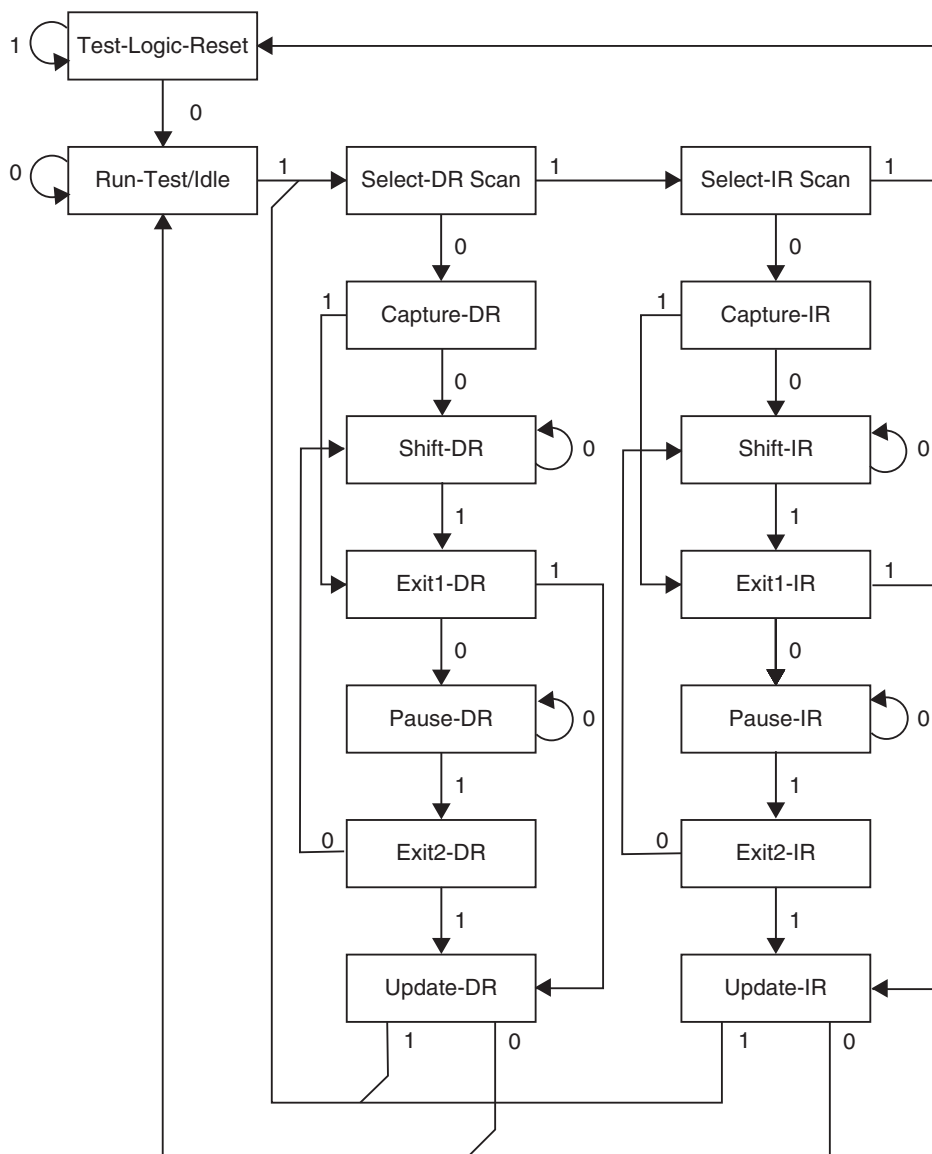 Test-Logic-Reset
1
0
Run-Test/Idle
0
1
Select-DR Scan
1
Select-IR Scan
1
0
0
1
Capture-DR
1
Capture-IR
0
0
Shift-DR
0
Shift-IR
0
1
1
Exit1-DR
1
Exit1-IR
1
0
0
Pause-DR
0
Pause-IR
0
1
1
0
Exit2-DR
0
Exit2-IR
1
1
Update-DR
Update-IR
1
0
1
0